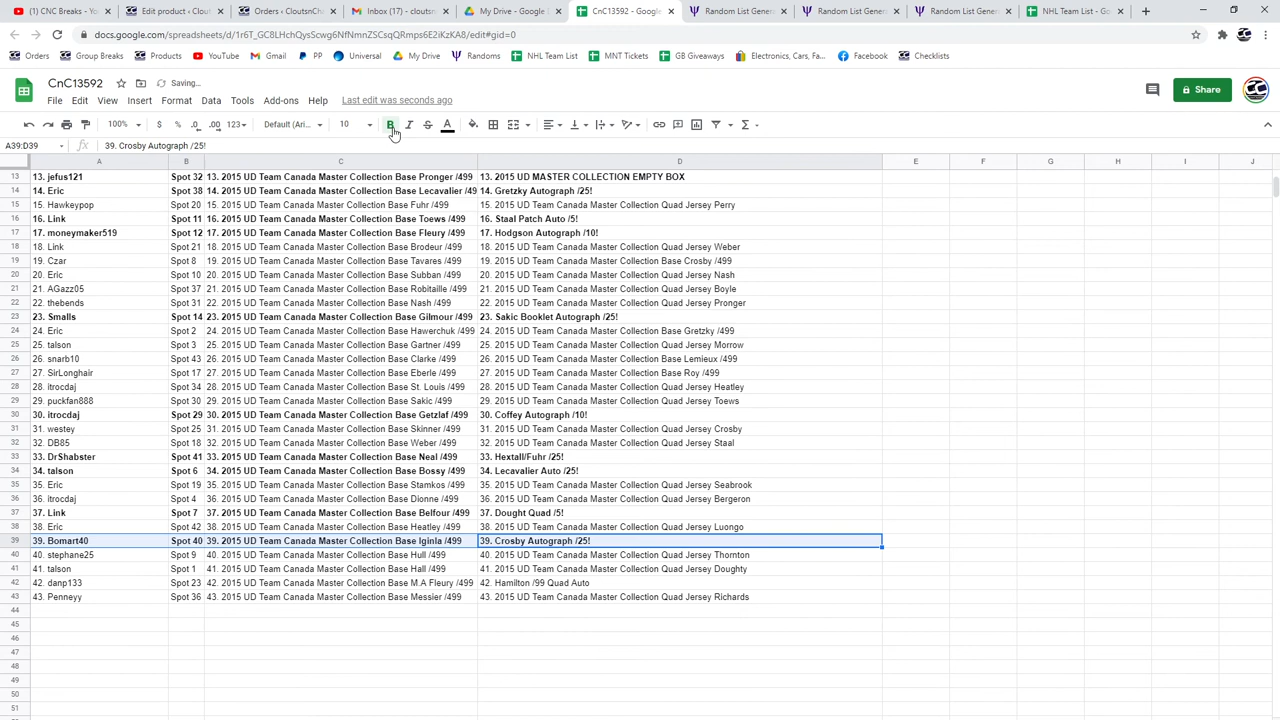 (1) CNC Breaks - You
Edit product ‹ Clouts
Orders ‹ CloutsChan
Inbox (17) - clouts
My Drive - Google
CnC13592 - Google
Random List Gener
Random List Gener
Random List Gener
NHL Team List - Go
docs.google.com/spreadsheets/d/1r6T_GC8LHchQysScwg6NfNmnZSCsqQRmps6E2iKzKA8/edit#gid=0
Orders
Products
YouTube
Gmail
PP
Universal
My Drive
Randoms
NHL Team List
MNT Tickets
GB Giveaways
Electronics, Cars, Fa...
Facebook
Checklists
CnC13592
Saving...
File Edit View Insert Format Data Tools Add-ons Help Last edit was seconds ago
Share
100% $ % .0 .00 123 Default (Ari... 10 B I S A Σ
A39:D39 fx 39. Crosby Autograph /25!
A B C D E F G H I J
13 13. jefus121 Spot 32 13. 2015 UD Team Canada Master Collection Base Pronger /499 13. 2015 UD MASTER COLLECTION EMPTY BOX
14 14. Eric Spot 38 14. 2015 UD Team Canada Master Collection Base Lecavalier /49 14. Gretzky Autograph /25!
15 15. Hawkeypop Spot 20 15. 2015 UD Team Canada Master Collection Base Fuhr /499 15. 2015 UD Team Canada Master Collection Quad Jersey Perry
16 16. Link Spot 11 16. 2015 UD Team Canada Master Collection Base Toews /499 16. Staal Patch Auto /5!
17 17. moneymaker519 Spot 12 17. 2015 UD Team Canada Master Collection Base Fleury /499 17. Hodgson Autograph /10!
18 18. Link Spot 21 18. 2015 UD Team Canada Master Collection Base Brodeur /499 18. 2015 UD Team Canada Master Collection Quad Jersey Weber
19 19. Czar Spot 8 19. 2015 UD Team Canada Master Collection Base Tavares /499 19. 2015 UD Team Canada Master Collection Base Crosby /499
20 20. Eric Spot 10 20. 2015 UD Team Canada Master Collection Base Subban /499 20. 2015 UD Team Canada Master Collection Quad Jersey Nash
21 21. AGazz05 Spot 37 21. 2015 UD Team Canada Master Collection Base Robitaille /499 21. 2015 UD Team Canada Master Collection Quad Jersey Boyle
22 22. thebends Spot 31 22. 2015 UD Team Canada Master Collection Base Nash /499 22. 2015 UD Team Canada Master Collection Quad Jersey Pronger
23 23. Smalls Spot 14 23. 2015 UD Team Canada Master Collection Base Gilmour /499 23. Sakic Booklet Autograph /25!
24 24. Eric Spot 2 24. 2015 UD Team Canada Master Collection Base Hawerchuk /499 24. 2015 UD Team Canada Master Collection Base Gretzky /499
25 25. talson Spot 3 25. 2015 UD Team Canada Master Collection Base Gartner /499 25. 2015 UD Team Canada Master Collection Quad Jersey Morrow
26 26. snarb10 Spot 43 26. 2015 UD Team Canada Master Collection Base Clarke /499 26. 2015 UD Team Canada Master Collection Base Lemieux /499
27 27. SirLonghair Spot 17 27. 2015 UD Team Canada Master Collection Base Eberle /499 27. 2015 UD Team Canada Master Collection Base Roy /499
28 28. itrocdaj Spot 34 28. 2015 UD Team Canada Master Collection Base St. Louis /499 28. 2015 UD Team Canada Master Collection Quad Jersey Heatley
29 29. puckfan888 Spot 30 29. 2015 UD Team Canada Master Collection Base Sakic /499 29. 2015 UD Team Canada Master Collection Quad Jersey Toews
30 30. itrocdaj Spot 29 30. 2015 UD Team Canada Master Collection Base Getzlaf /499 30. Coffey Autograph /10!
31 31. westey Spot 25 31. 2015 UD Team Canada Master Collection Base Skinner /499 31. 2015 UD Team Canada Master Collection Quad Jersey Crosby
32 32. DB85 Spot 18 32. 2015 UD Team Canada Master Collection Base Weber /499 32. 2015 UD Team Canada Master Collection Quad Jersey Staal
33 33. DrShabster Spot 41 33. 2015 UD Team Canada Master Collection Base Neal /499 33. Hextall/Fuhr /25!
34 34. talson Spot 6 34. 2015 UD Team Canada Master Collection Base Bossy /499 34. Lecavalier Auto /25!
35 35. Eric Spot 19 35. 2015 UD Team Canada Master Collection Base Stamkos /499 35. 2015 UD Team Canada Master Collection Quad Jersey Seabrook
36 36. itrocdaj Spot 4 36. 2015 UD Team Canada Master Collection Base Dionne /499 36. 2015 UD Team Canada Master Collection Quad Jersey Bergeron
37 37. Link Spot 7 37. 2015 UD Team Canada Master Collection Base Belfour /499 37. Dought Quad /5!
38 38. Eric Spot 42 38. 2015 UD Team Canada Master Collection Base Heatley /499 38. 2015 UD Team Canada Master Collection Quad Jersey Luongo
39 39. Bomart40 Spot 40 39. 2015 UD Team Canada Master Collection Base Iginla /499 39. Crosby Autograph /25!
40 40. stephane25 Spot 9 40. 2015 UD Team Canada Master Collection Base Hull /499 40. 2015 UD Team Canada Master Collection Quad Jersey Thornton
41 41. talson Spot 1 41. 2015 UD Team Canada Master Collection Base Hall /499 41. 2015 UD Team Canada Master Collection Quad Jersey Doughty
42 42. danp133 Spot 23 42. 2015 UD Team Canada Master Collection Base M.A Fleury /499 42. Hamilton /99 Quad Auto
43 43. Penneyy Spot 36 43. 2015 UD Team Canada Master Collection Base Messier /499 43. 2015 UD Team Canada Master Collection Quad Jersey Richards
44
45
46
47
48
49
50
51